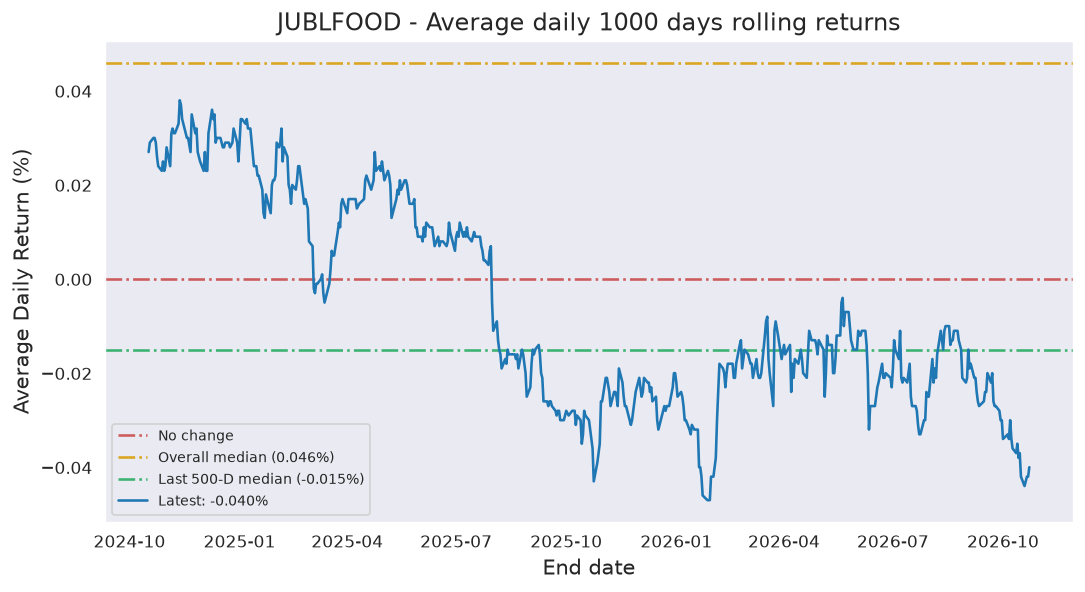 JUBLFOOD - Average daily 1000 days rolling returns
Average Daily Return (%)
0.04
0.02
0.00
−0.02
−0.04
No change
Overall median (0.046%)
Last 500-D median (-0.015%)
Latest: -0.040%
2024-10 2025-01 2025-04 2025-07 2025-10 2026-01 2026-04 2026-07 2026-10
End date